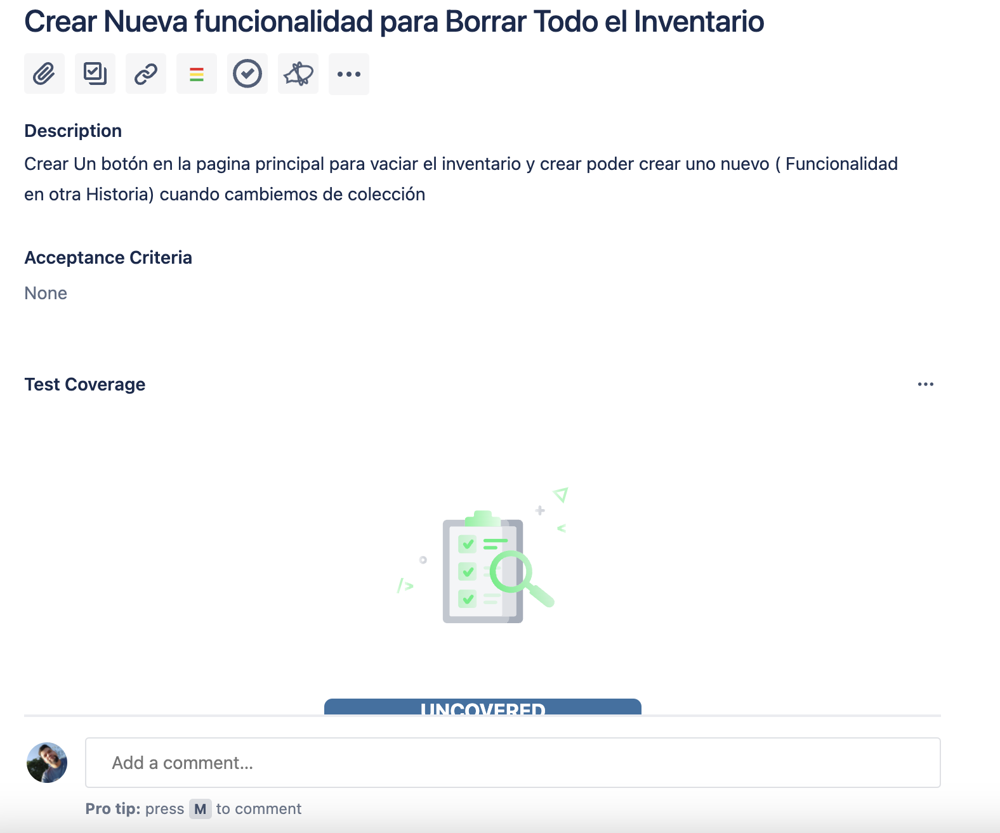 Crear Nueva funcionalidad para Borrar Todo el Inventario
Description
Crear Un botón en la pagina principal para vaciar el inventario y crear poder crear uno nuevo ( Funcionalidad
en otra Historia) cuando cambiemos de colección
Acceptance Criteria
None
Test Coverage
UNCOVERED
Add a comment...
Pro tip: press M to comment